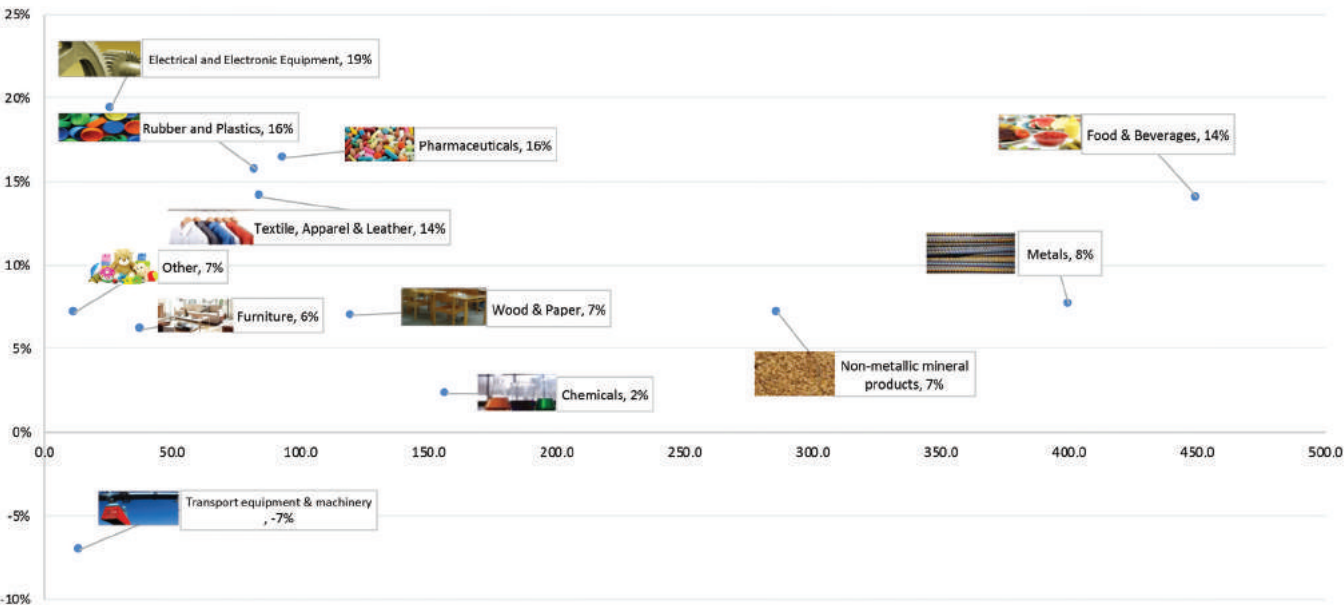 25%
Electrical and Electronic Equipment, 19%
20%
Rubber and Plastics, 16%
Pharmaceuticals, 16%
Food & Beverages, 14%
15%
Textile, Apparel & Leather, 14%
Metals, 8%
Other, 7%
10%
Furniture, 6%
Wood & Paper, 7%
5%
Non-metallic mineral
products, 7%
Chemicals, 2%
0%
0.0 50.0 100.0 150.0 200.0 250.0 300.0 350.0 400.0 450.0 500.0
Transport equipment & machinery
, -7%
-5%
-10%